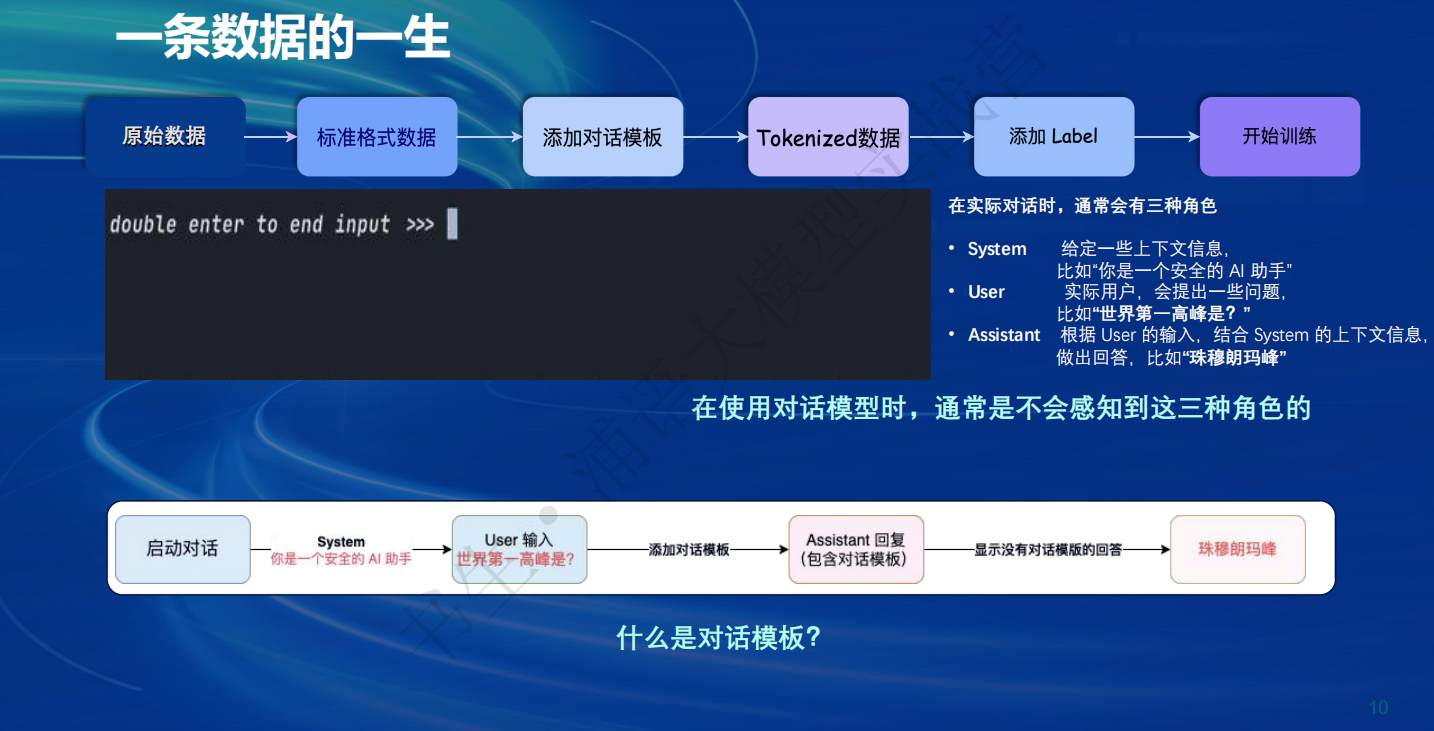 一条数据的一生
原始数据
标准格式数据
添加对话模板
Tokenized数据
添加 Label
开始训练
double enter to end input >>>
在实际对话时，通常会有三种角色
• System 给定一些上下文信息，
比如“你是一个安全的 AI 助手”
• User 实际用户，会提出一些问题，
比如“世界第一高峰是？”
• Assistant 根据 User 的输入，结合 System 的上下文信息，
做出回答，比如“珠穆朗玛峰”
在使用对话模型时，通常是不会感知到这三种角色的
启动对话
System
你是一个安全的 AI 助手
User 输入
世界第一高峰是？
添加对话模板
Assistant 回复
（包含对话模板）
显示没有对话模版的回答
珠穆朗玛峰
什么是对话模板？
书生•浦语大模型实战营
10